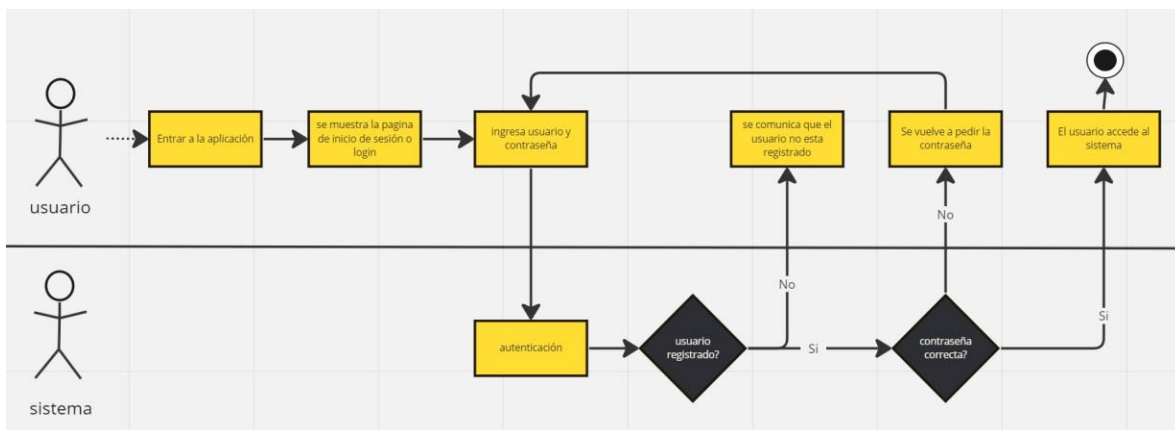 usuario
Entrar a la aplicación
se muestra la pagina
de inicio de sesión o
login
ingresa usuario y
contraseña
se comunica que el
usuario no esta
registrado
Se vuelve a pedir la
contraseña
El usuario accede al
sistema
No
No
Si
sistema
autenticación
usuario
registrado?
Si
contraseña
correcta?